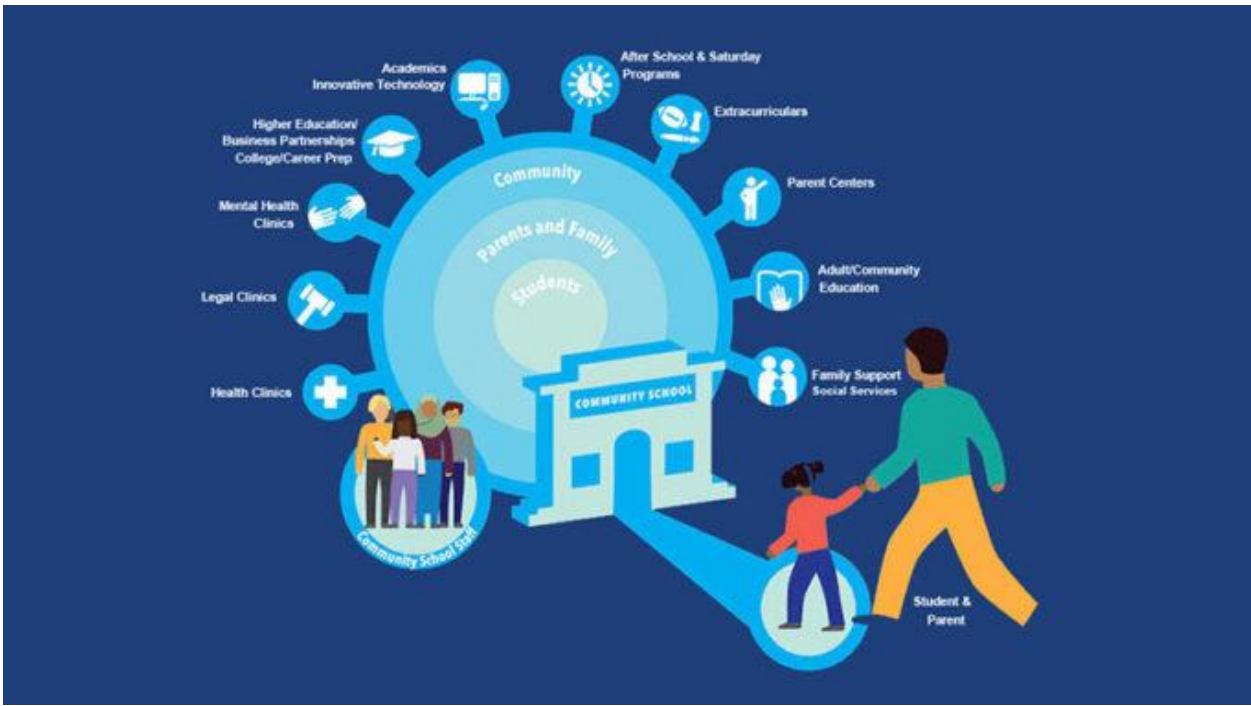 Academics
Innovative Technology
After School & Saturday
Programs
Higher Education/
Business Partnerships
College/Career Prep
Extracurriculars
Mental Health
Clinics
Parent Centers
Legal Clinics
Adult/Community
Education
Health Clinics
Family Support
Social Services
Community
Parents and Family
Students
COMMUNITY SCHOOL
Community School Staff
Student &
Parent